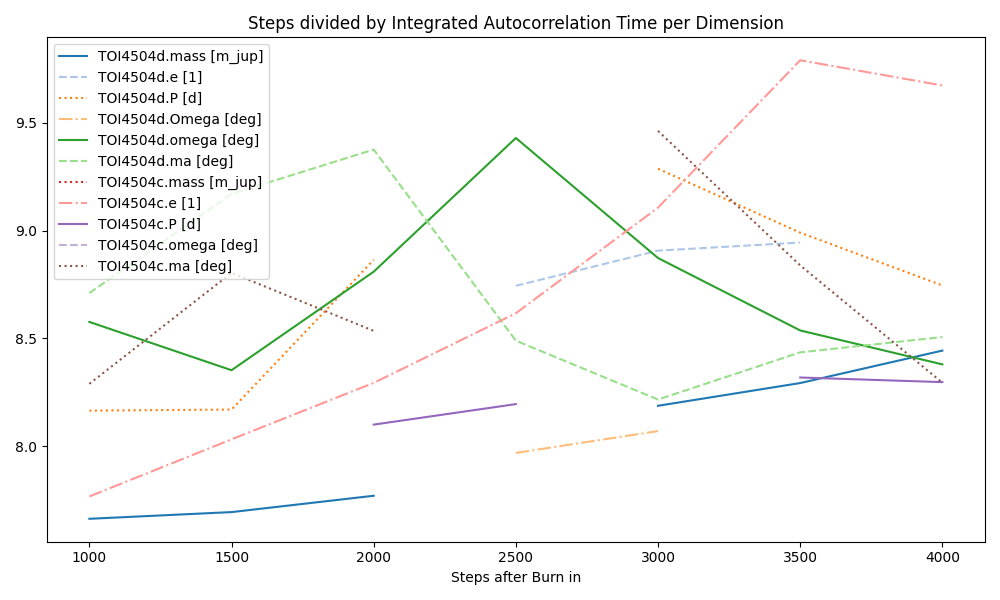 Steps divided by Integrated Autocorrelation Time per Dimension
TOI4504d.mass [m_jup]
TOI4504d.e [1]
TOI4504d.P [d]
TOI4504d.Omega [deg]
TOI4504d.omega [deg]
TOI4504d.ma [deg]
TOI4504c.mass [m_jup]
TOI4504c.e [1]
TOI4504c.P [d]
TOI4504c.omega [deg]
TOI4504c.ma [deg]
9.5
9.0
8.5
8.0
1000 1500 2000 2500 3000 3500 4000
Steps after Burn in